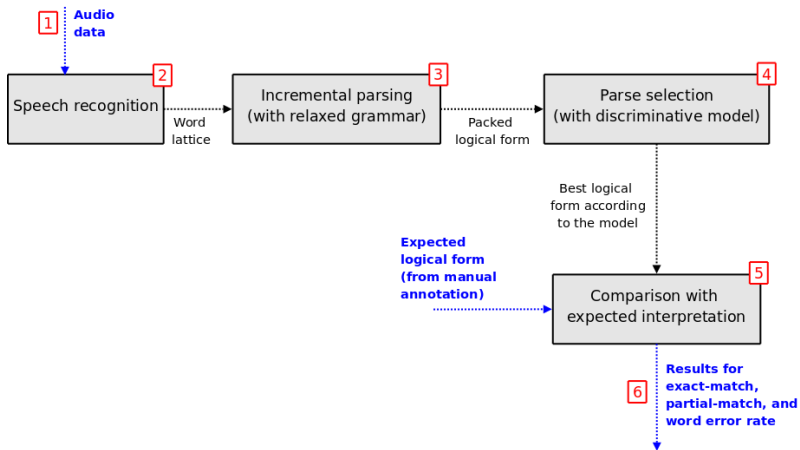 1
Audio
data
2
Speech recognition
Word
lattice
3
Incremental parsing
(with relaxed grammar)
Packed
logical form
4
Parse selection
(with discriminative model)
Best logical
form according
to the model
Expected
logical form
(from manual
annotation)
5
Comparison with
expected interpretation
6
Results for
exact-match,
partial-match, and
word error rate